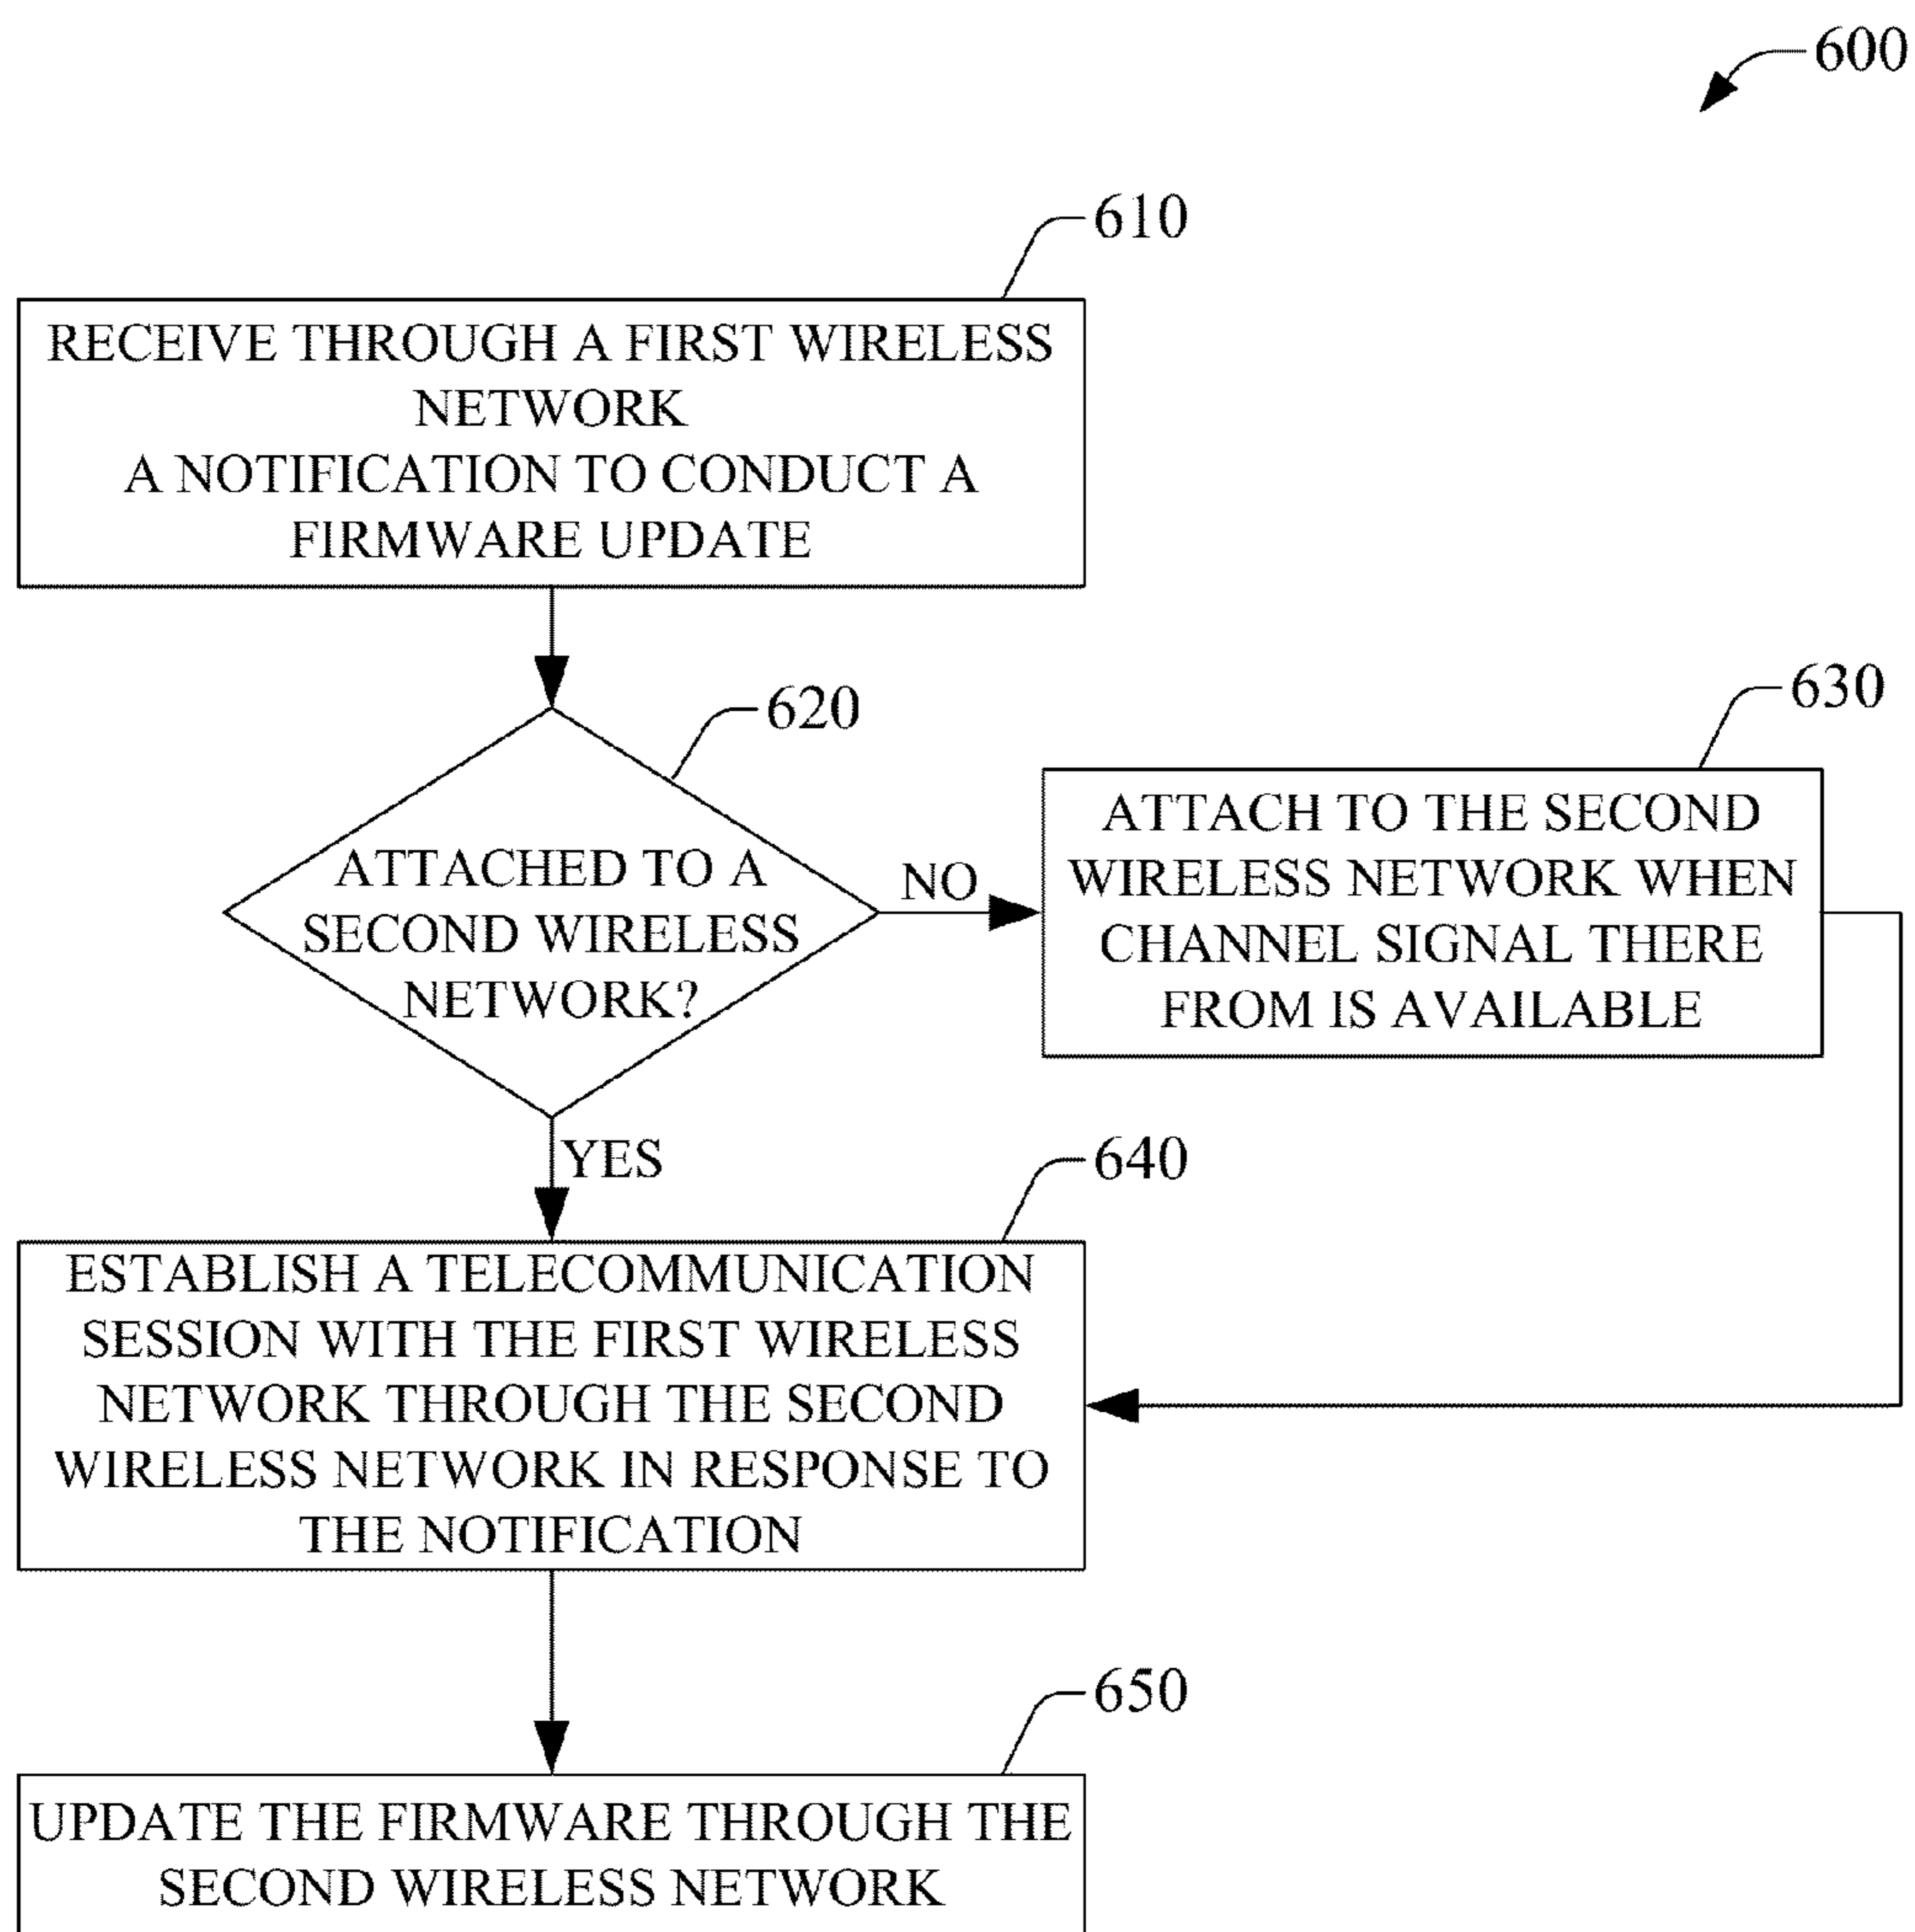 600
610
RECEIVE THROUGH A FIRST WIRELESS
NETWORK
A NOTIFICATION TO CONDUCT A
FIRMWARE UPDATE
620
ATTACHED TO A
SECOND WIRELESS
NETWORK?
NO
630
ATTACH TO THE SECOND
WIRELESS NETWORK WHEN
CHANNEL SIGNAL THERE
FROM IS AVAILABLE
YES
640
ESTABLISH A TELECOMMUNICATION
SESSION WITH THE FIRST WIRELESS
NETWORK THROUGH THE SECOND
WIRELESS NETWORK IN RESPONSE TO
THE NOTIFICATION
650
UPDATE THE FIRMWARE THROUGH THE
SECOND WIRELESS NETWORK